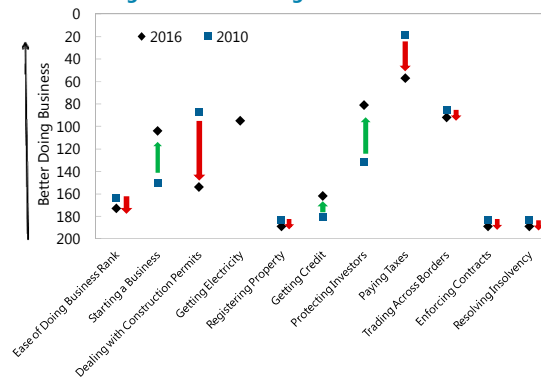 0
20
40
60
80
100
120
140
160
180
200
Better Doing Business
2016
2010
Ease of Doing Business Rank
Starting a Business
Dealing with Construction Permits
Getting Electricity
Registering Property
Getting Credit
Protecting Investors
Paying Taxes
Trading Across Borders
Enforcing Contracts
Resolving Insolvency